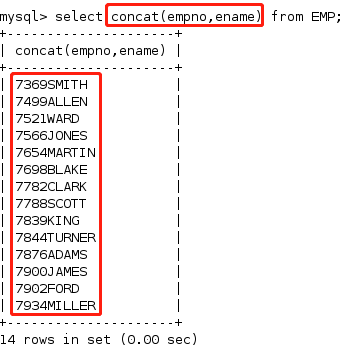 mysql> select concat(empno,ename) from EMP;
+---------------------+
| concat(empno,ename) |
+---------------------+
| 7369SMITH           |
| 7499ALLEN           |
| 7521WARD            |
| 7566JONES           |
| 7654MARTIN          |
| 7698BLAKE           |
| 7782CLARK           |
| 7788SCOTT           |
| 7839KING            |
| 7844TURNER          |
| 7876ADAMS           |
| 7900JAMES           |
| 7902FORD            |
| 7934MILLER          |
+---------------------+
14 rows in set (0.00 sec)